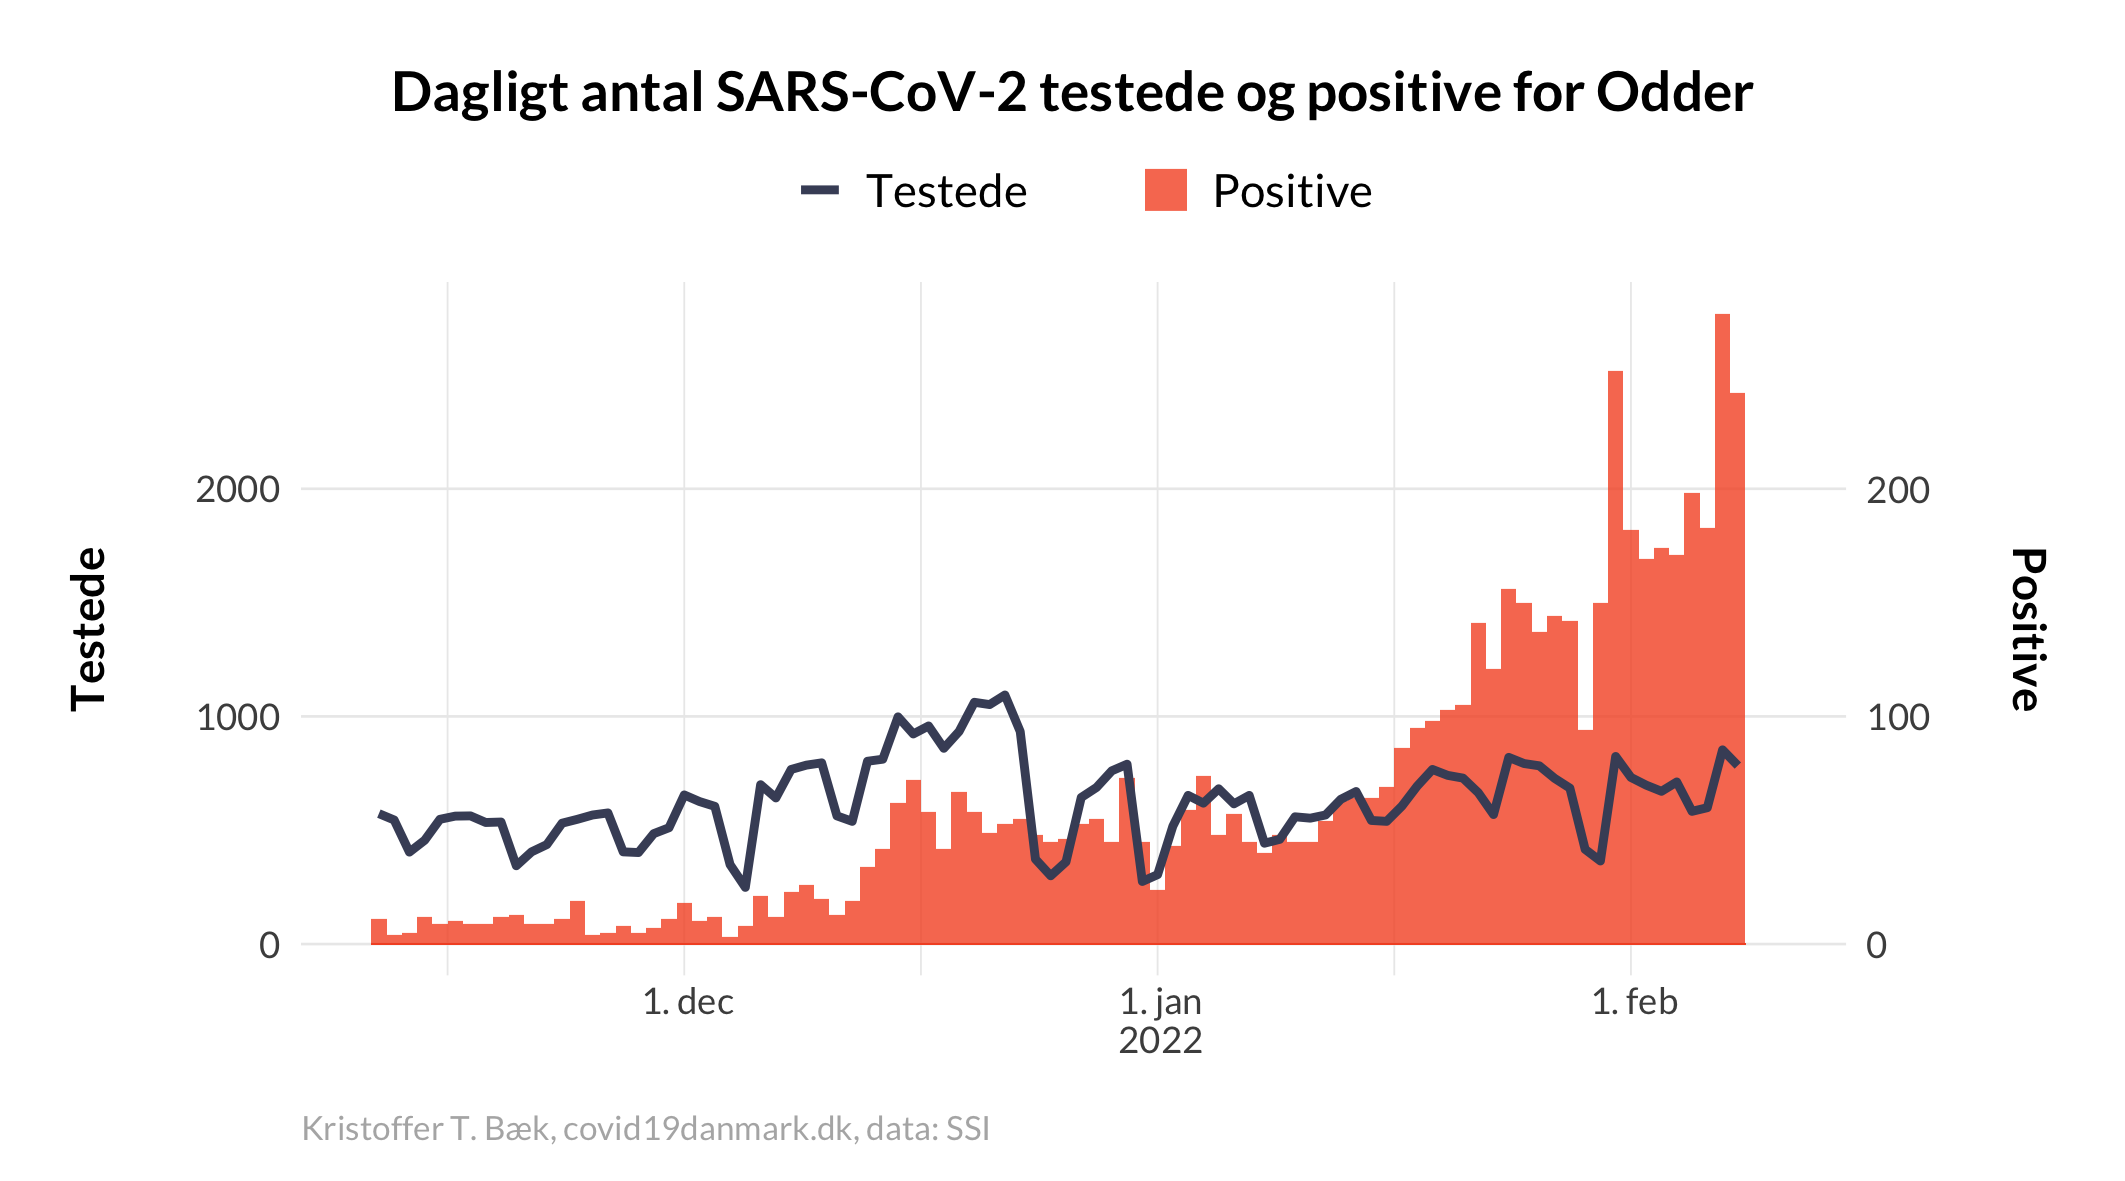 Dagligt antal SARS-CoV-2 testede og positive for Odder
Testede
Positive
Testede
2000
1000
0
200
100
0
Positive
1. dec
1. jan
2022
1. feb
Kristoffer T. Bæk, covid19danmark.dk, data: SSI